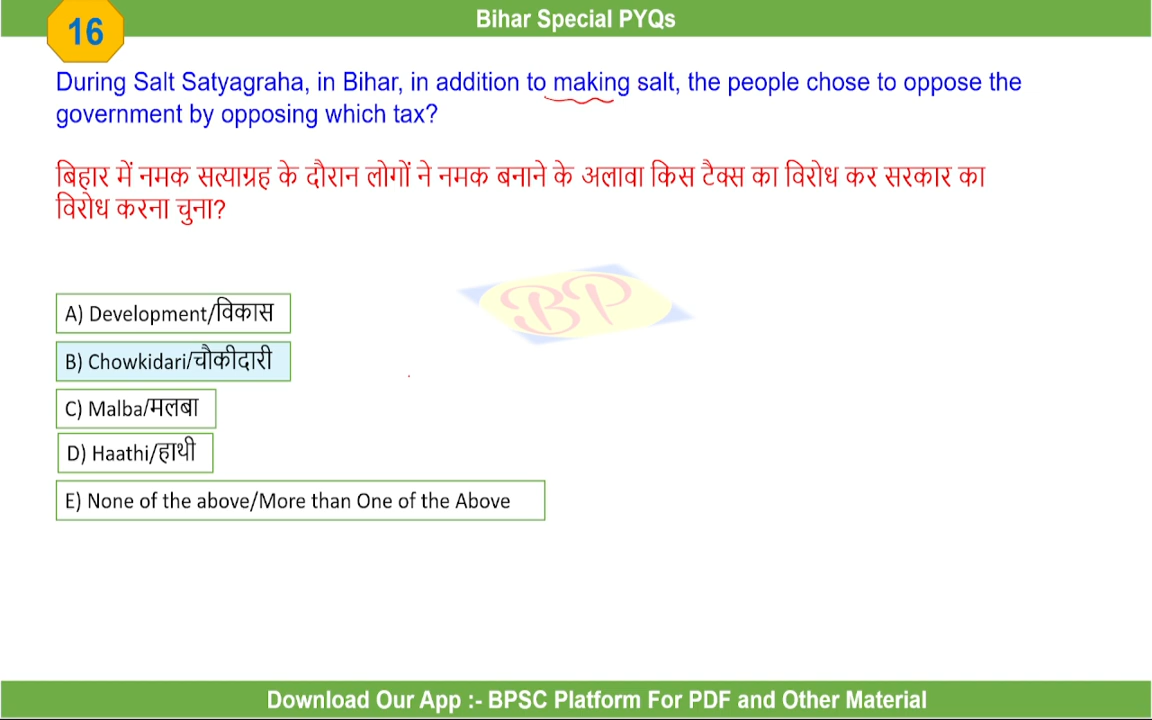 Bihar Special PYQs
16
During Salt Satyagraha, in Bihar, in addition to making salt, the people chose to oppose the
government by opposing which tax?
बिहार में नमक सत्याग्रह के दौरान लोगों ने नमक बनाने के अलावा किस टैक्स का विरोध कर सरकार का
विरोध करना चुना?
BP
A) Development/विकास
B) Chowkidari/चौकीदारी
C) Malba/मलबा
D) Haathi/हाथी
E) None of the above/More than One of the Above
Download Our App :- BPSC Platform For PDF and Other Material